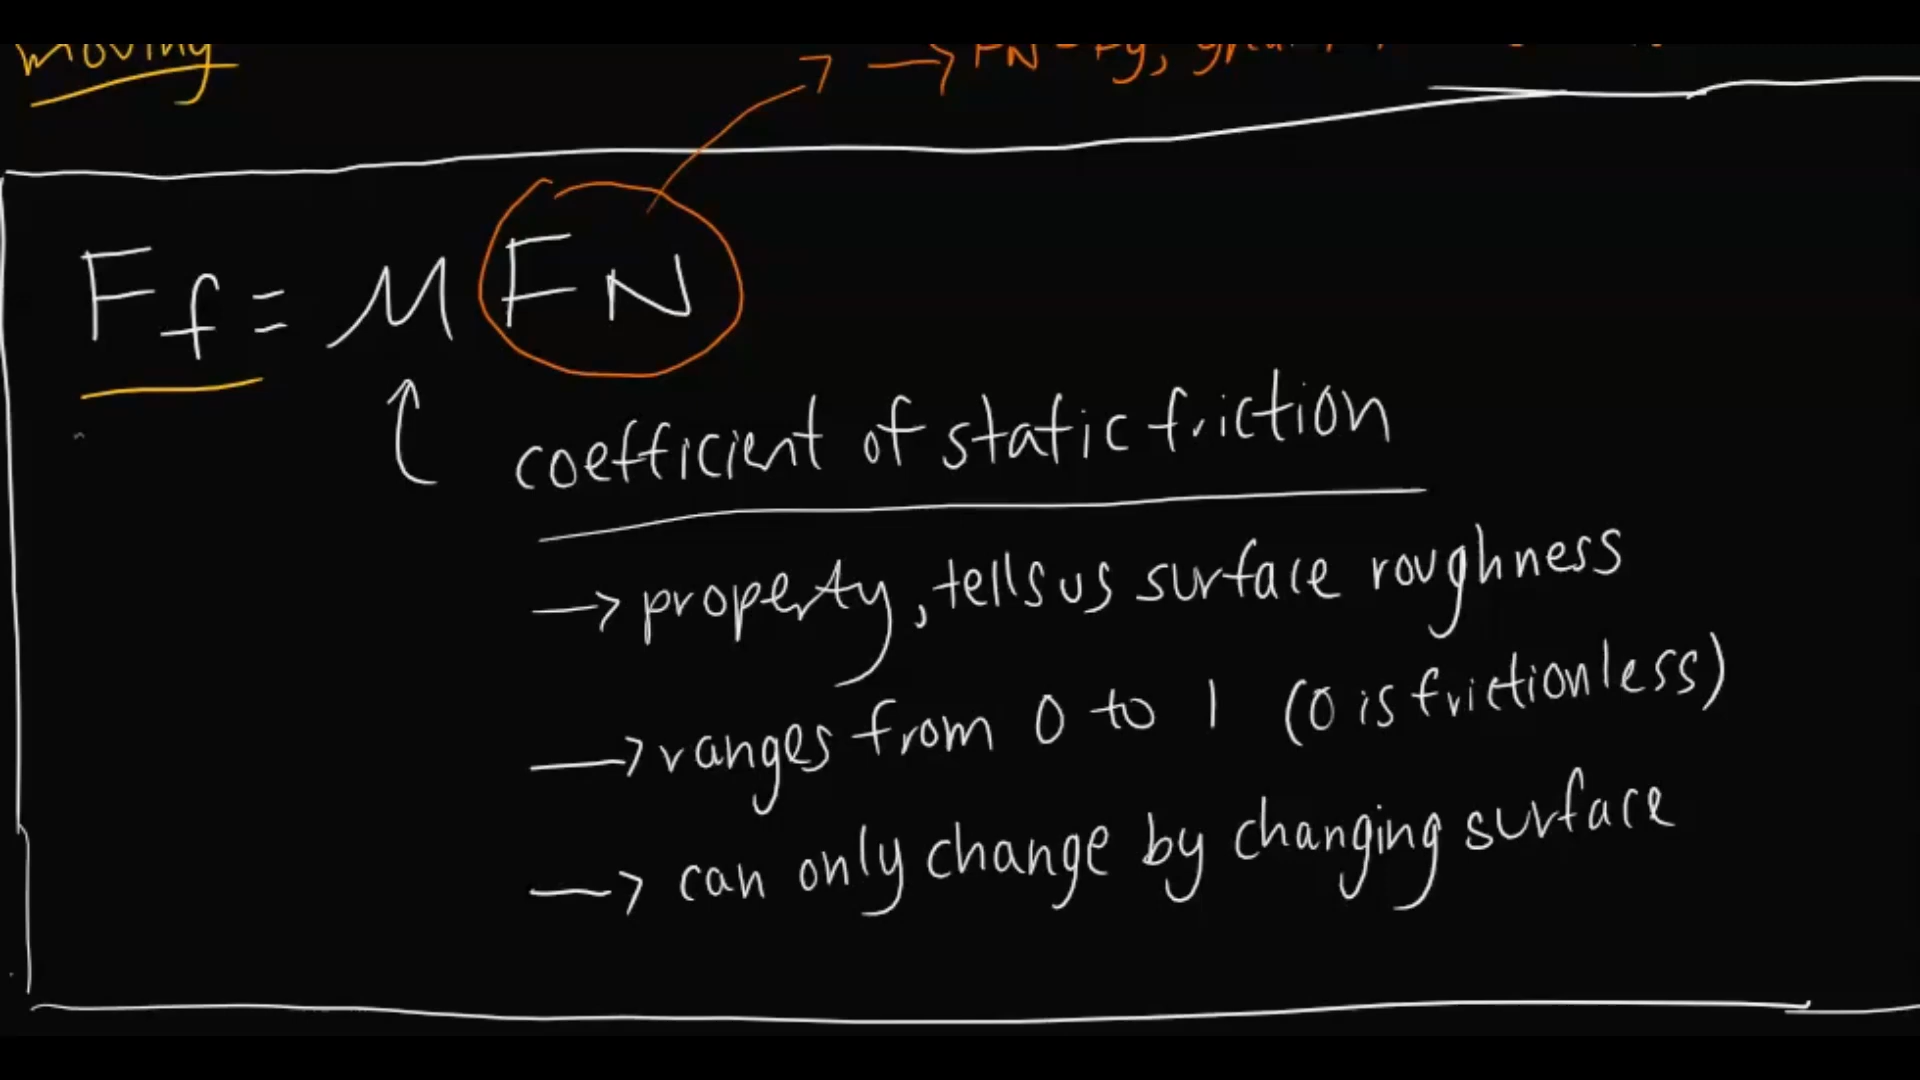 moving
→ FN = Fg,
Ff = μ FN
coefficient of static friction
→ property, tells us surface roughness
→ ranges from 0 to 1 (0 is frictionless)
→ can only change by changing surface